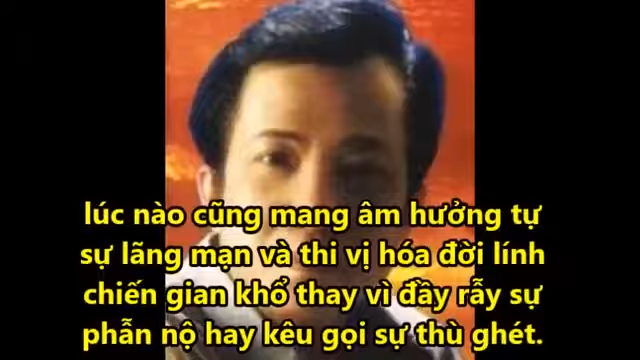 lúc nào cũng mang âm hưởng tự
sự lãng mạn và thi vị hóa đời lính
chiến gian khổ thay vì đầy rẫy sự
phẫn nộ hay kêu gọi sự thù ghét.